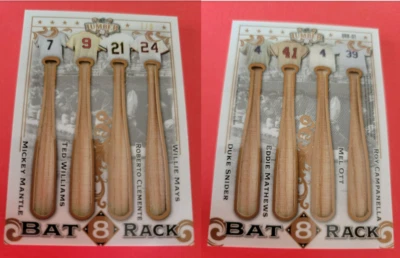 7 9 21 24
MICKEY MANTLE
TED WILLIAMS
ROBERTO CLEMENTE
WILLIE MAYS
BAT 8 RACK
4 41 4 39
DUKE SNIDER
EDDIE MATHEWS
MEL OTT
ROY CAMPANELLA
BAT 8 RACK